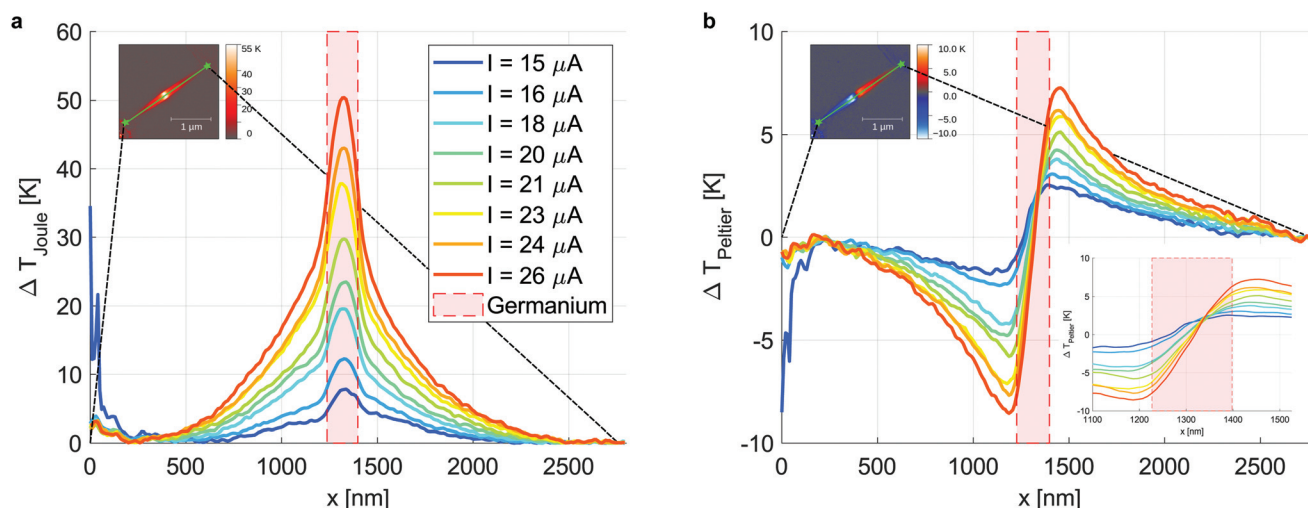 a
60
50
40
30
20
10
0
Δ T_Joule [K]
0
500
1000
1500
2000
2500
x [nm]
55 K
40
30
20
10
0
1 µm
I = 15 µA
I = 16 µA
I = 18 µA
I = 20 µA
I = 21 µA
I = 23 µA
I = 24 µA
I = 26 µA
Germanium
b
10
5
0
-5
-10
Δ T_Peltier [K]
0
500
1000
1500
2000
2500
x [nm]
10.0 K
5.0
0.0
−5.0
−10.0
1 µm
10
5
0
-5
-10
Δ T_Peltier [K]
1100
1200
1300
1400
1500
x [nm]